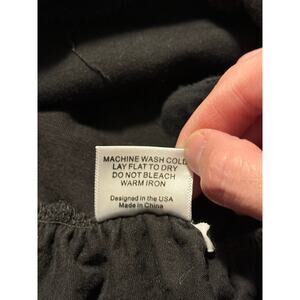 MACHINE WASH COLD
LAY FLAT TO DRY
DO NOT BLEACH
WARM IRON
Designed in the USA
Made in China